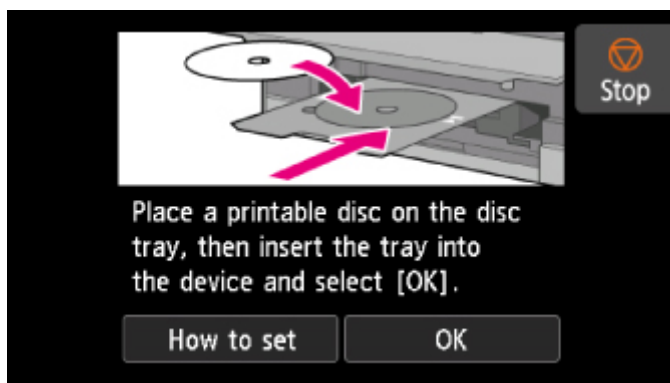 Stop
Place a printable disc on the disc
tray, then insert the tray into
the device and select [OK].
How to set
OK